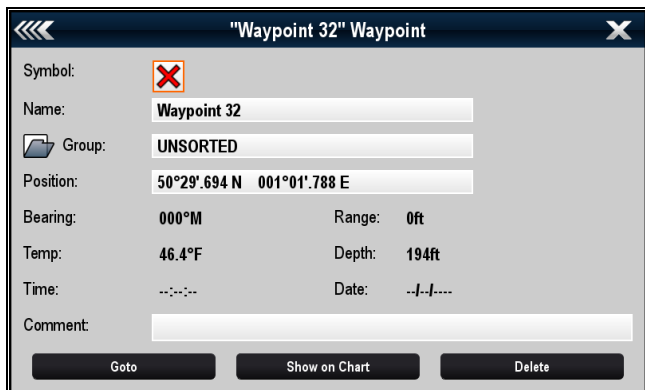 "Waypoint 32" Waypoint
Symbol:
Name: Waypoint 32
Group: UNSORTED
Position: 50°29'.694 N 001°01'.788 E
Bearing: 000°M Range: 0ft
Temp: 46.4°F Depth: 194ft
Time: --:--:-- Date: --/--/----
Comment:
Goto Show on Chart Delete